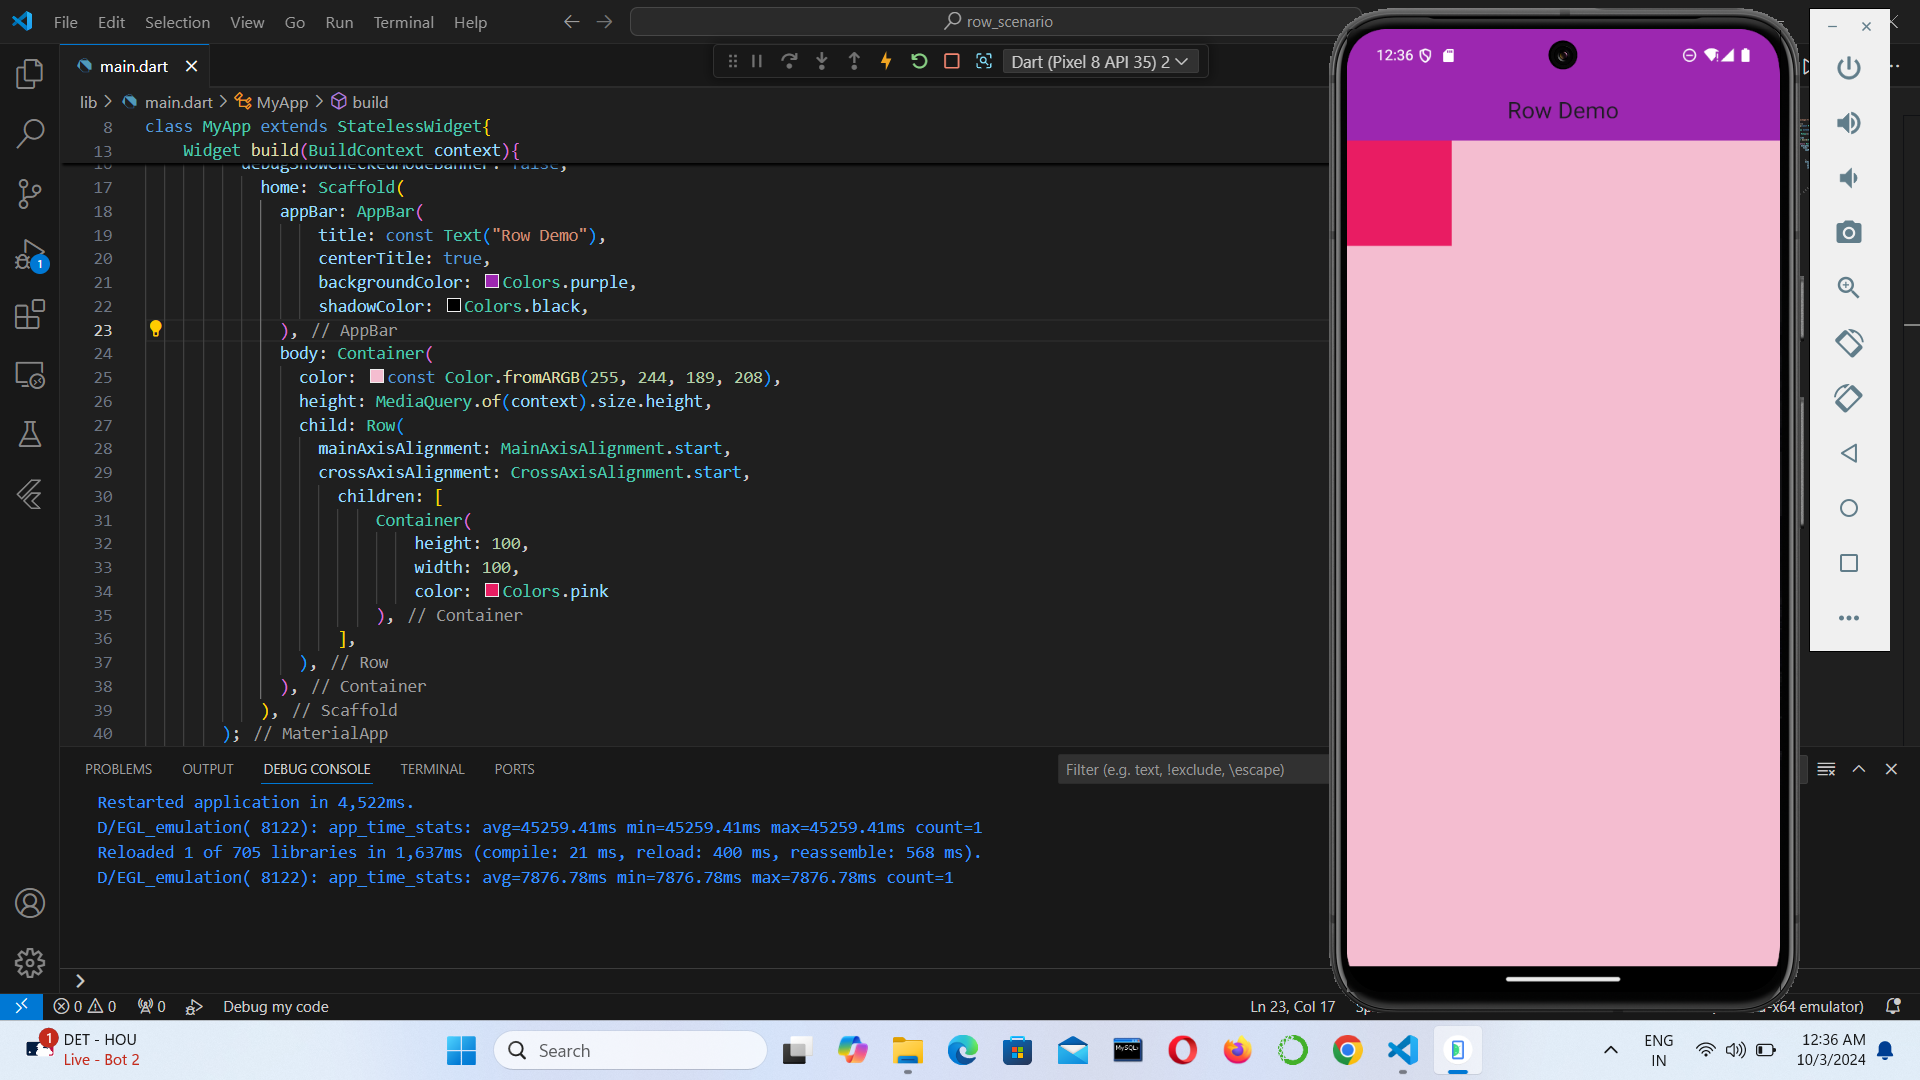 File Edit Selection View Go Run Terminal Help
row_scenario
main.dart
Dart (Pixel 8 API 35) 2
lib > main.dart > MyApp > build
8 class MyApp extends StatelessWidget{
13 Widget build(BuildContext context){
17 home: Scaffold(
18 appBar: AppBar(
19 title: const Text("Row Demo"),
20 centerTitle: true,
21 backgroundColor: Colors.purple,
22 shadowColor: Colors.black,
23 ), // AppBar
24 body: Container(
25 color: const Color.fromARGB(255, 244, 189, 208),
26 height: MediaQuery.of(context).size.height,
27 child: Row(
28 mainAxisAlignment: MainAxisAlignment.start,
29 crossAxisAlignment: CrossAxisAlignment.start,
30 children: [
31 Container(
32 height: 100,
33 width: 100,
34 color: Colors.pink
35 ), // Container
36 ],
37 ), // Row
38 ), // Container
39 ), // Scaffold
40 ); // MaterialApp
PROBLEMS OUTPUT DEBUG CONSOLE TERMINAL PORTS
Filter (e.g. text, !exclude, \escape)
Restarted application in 4,522ms.
D/EGL_emulation( 8122): app_time_stats: avg=45259.41ms min=45259.41ms max=45259.41ms count=1
Reloaded 1 of 705 libraries in 1,637ms (compile: 21 ms, reload: 400 ms, reassemble: 568 ms).
D/EGL_emulation( 8122): app_time_stats: avg=7876.78ms min=7876.78ms max=7876.78ms count=1
12:36
Row Demo
1
0 0 0 Debug my code
Ln 23, Col 17
-x64 emulator)
1
DET - HOU
Live - Bot 2
Search
MySQL
ENG
IN
12:36 AM
10/3/2024